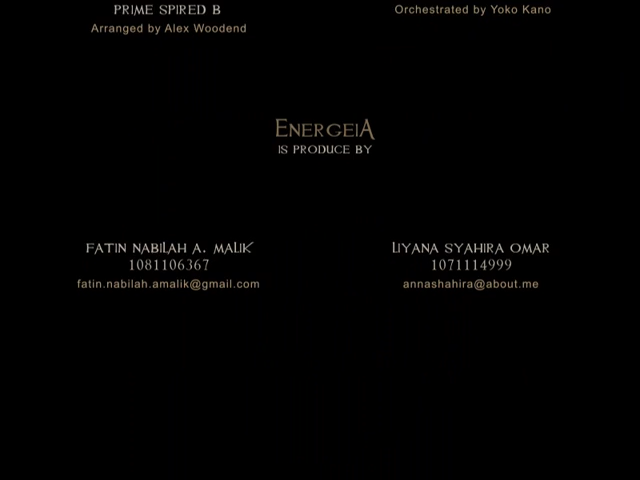 PRIME SPIRED B
Arranged by Alex Woodend
Orchestrated by Yoko Kano
ENERGEIA
IS PRODUCE BY
FATIN NABILAH A. MALIK
1081106367
fatin.nabilah.amalik@gmail.com
LIYANA SYAHIRA OMAR
1071114999
annashahira@about.me